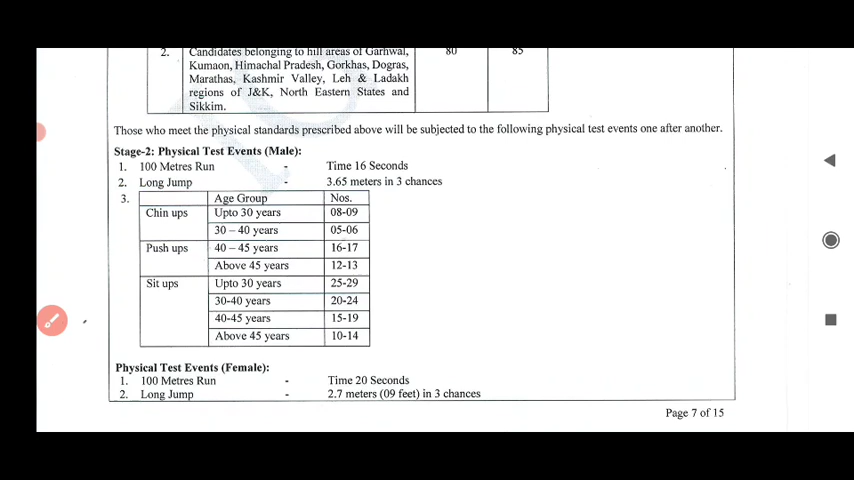 2. Candidates belonging to hill areas of Garhwal, 80 85
Kumaon, Himachal Pradesh, Gorkhas, Dogras,
Marathas, Kashmir Valley, Leh & Ladakh
regions of J&K, North Eastern States and
Sikkim.
Those who meet the physical standards prescribed above will be subjected to the following physical test events one after another.
Stage-2: Physical Test Events (Male):
1. 100 Metres Run - Time 16 Seconds
2. Long Jump - 3.65 meters in 3 chances
3. Age Group Nos.
Chin ups Upto 30 years 08-09
30 – 40 years 05-06
Push ups 40 – 45 years 16-17
Above 45 years 12-13
Sit ups Upto 30 years 25-29
30-40 years 20-24
40-45 years 15-19
Above 45 years 10-14
Physical Test Events (Female):
1. 100 Metres Run - Time 20 Seconds
2. Long Jump - 2.7 meters (09 feet) in 3 chances
Page 7 of 15